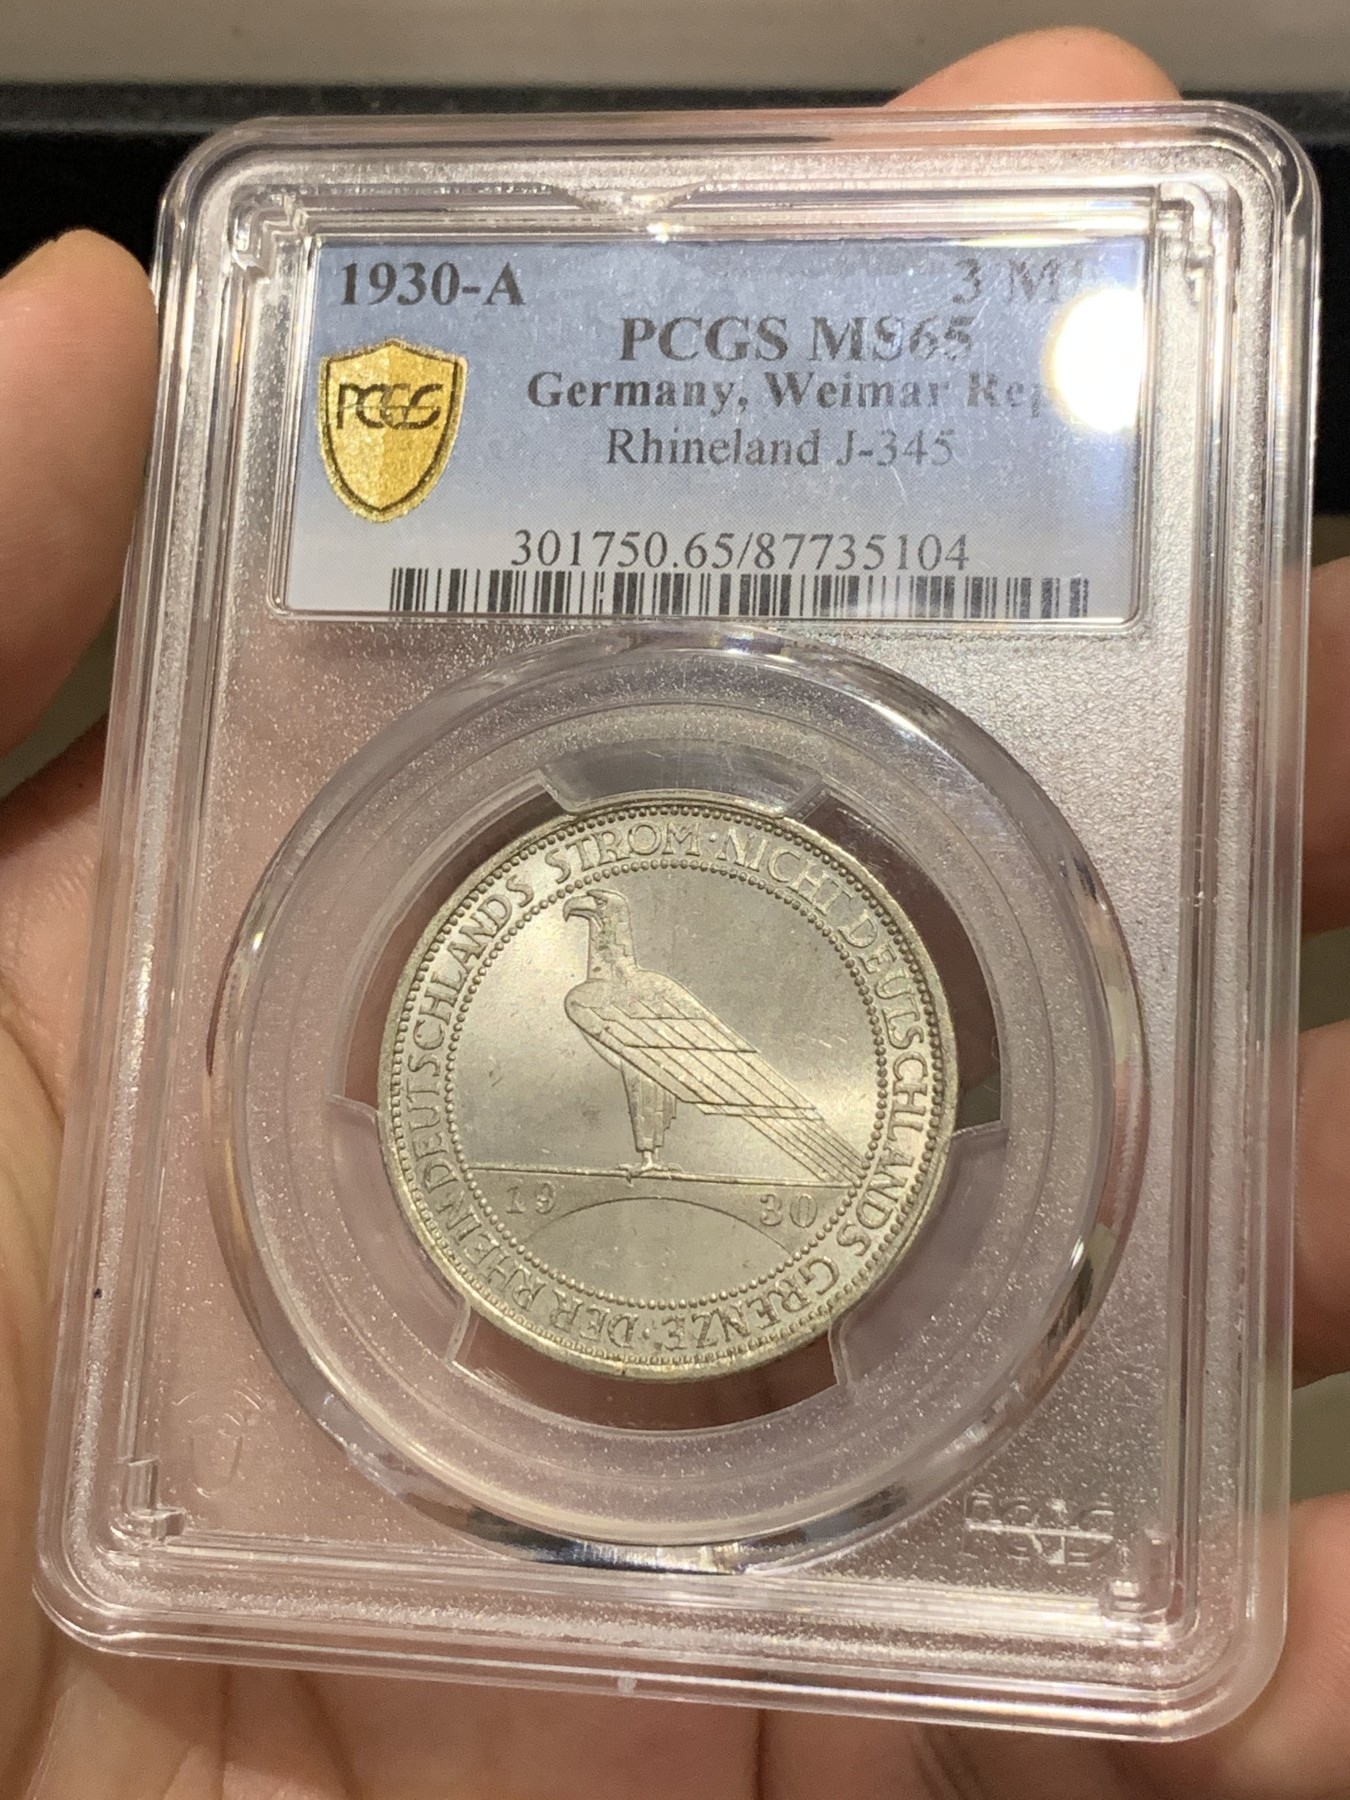 1930-A
3 M
PCGS MS65
Germany, Weimar
PCGS
Rhineland J-345
301750.65/87735104
DER RHEIN·DEUTSCHLANDS STROM·NICHT DEUTSCHLANDS GRENZE·
19 30